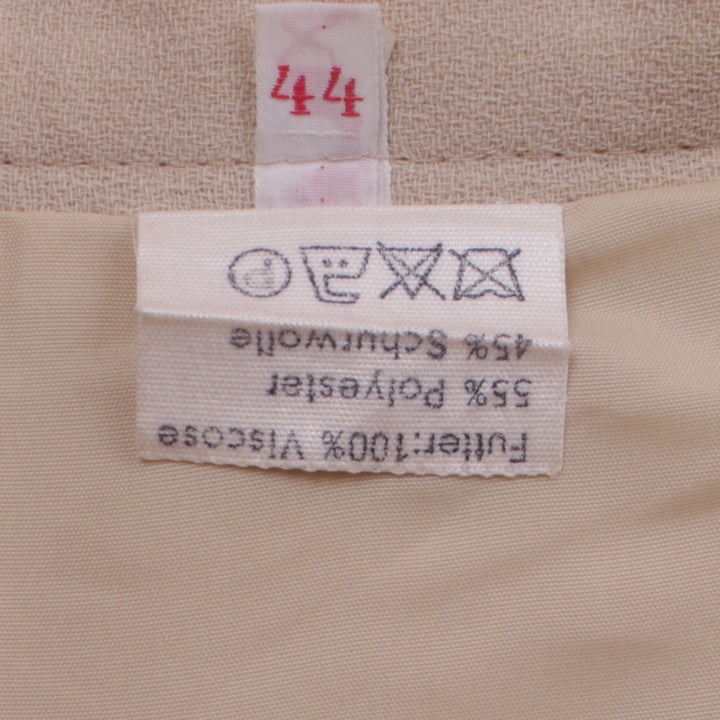 44
Futter:100% Viscose
55% Polyester
45% Schurwolle
P